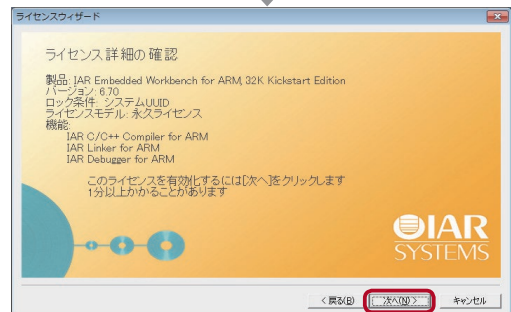 ライセンスウィザード
ライセンス詳細の確認
製品: IAR Embedded Workbench for ARM, 32K Kickstart Edition
バージョン: 6.70
ロック条件: システムUUID
ライセンスモデル: 永久ライセンス
機能:
IAR C/C++ Compiler for ARM
IAR Linker for ARM
IAR Debugger for ARM
このライセンスを有効化するには[次へ]をクリックします
1分以上かかることがあります
IAR
SYSTEMS
< 戻る(B)
次へ(N) >
キャンセル